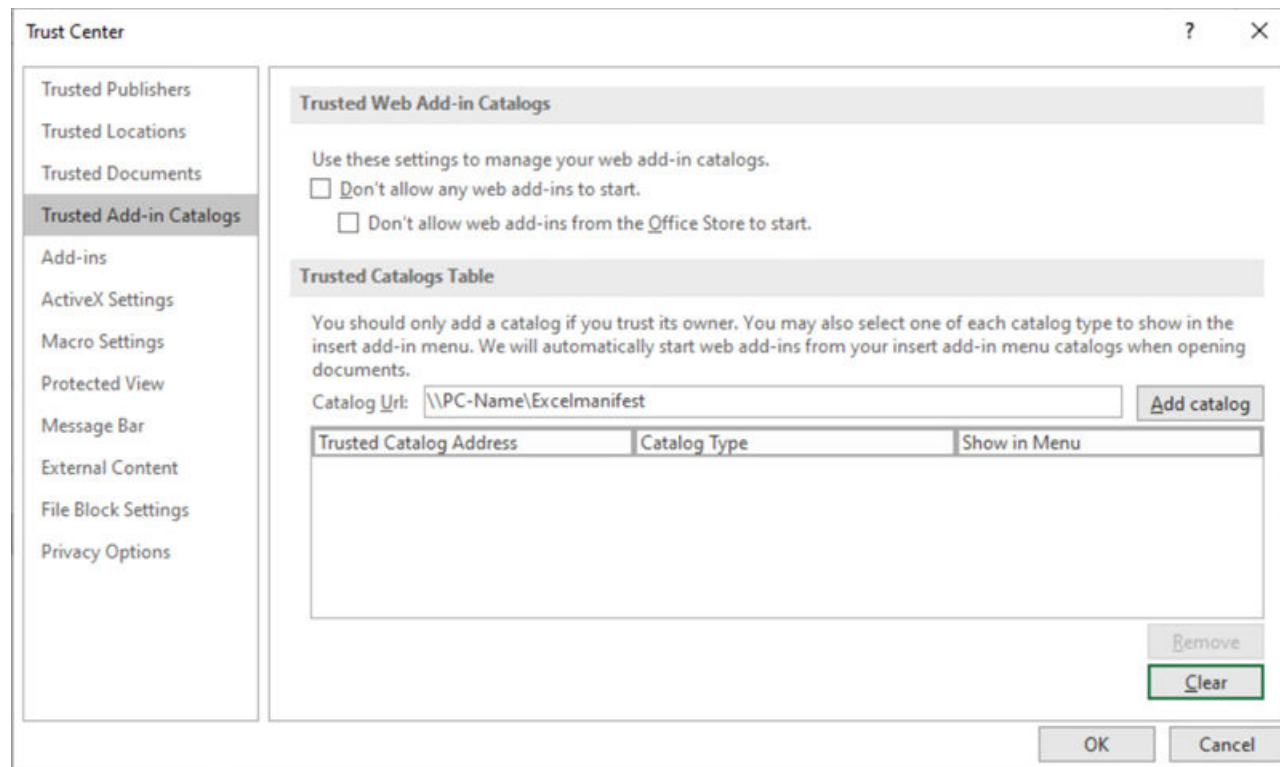 Trust Center
?
Trusted Publishers
Trusted Locations
Trusted Documents
Trusted Add-in Catalogs
Add-ins
ActiveX Settings
Macro Settings
Protected View
Message Bar
External Content
File Block Settings
Privacy Options
Trusted Web Add-in Catalogs
Use these settings to manage your web add-in catalogs.
Don't allow any web add-ins to start.
Don't allow web add-ins from the Office Store to start.
Trusted Catalogs Table
You should only add a catalog if you trust its owner. You may also select one of each catalog type to show in the
insert add-in menu. We will automatically start web add-ins from your insert add-in menu catalogs when opening
documents.
Catalog Url: \\PC-Name\Excelmanifest Add catalog
Trusted Catalog Address Catalog Type Show in Menu
Remove
Clear
OK Cancel